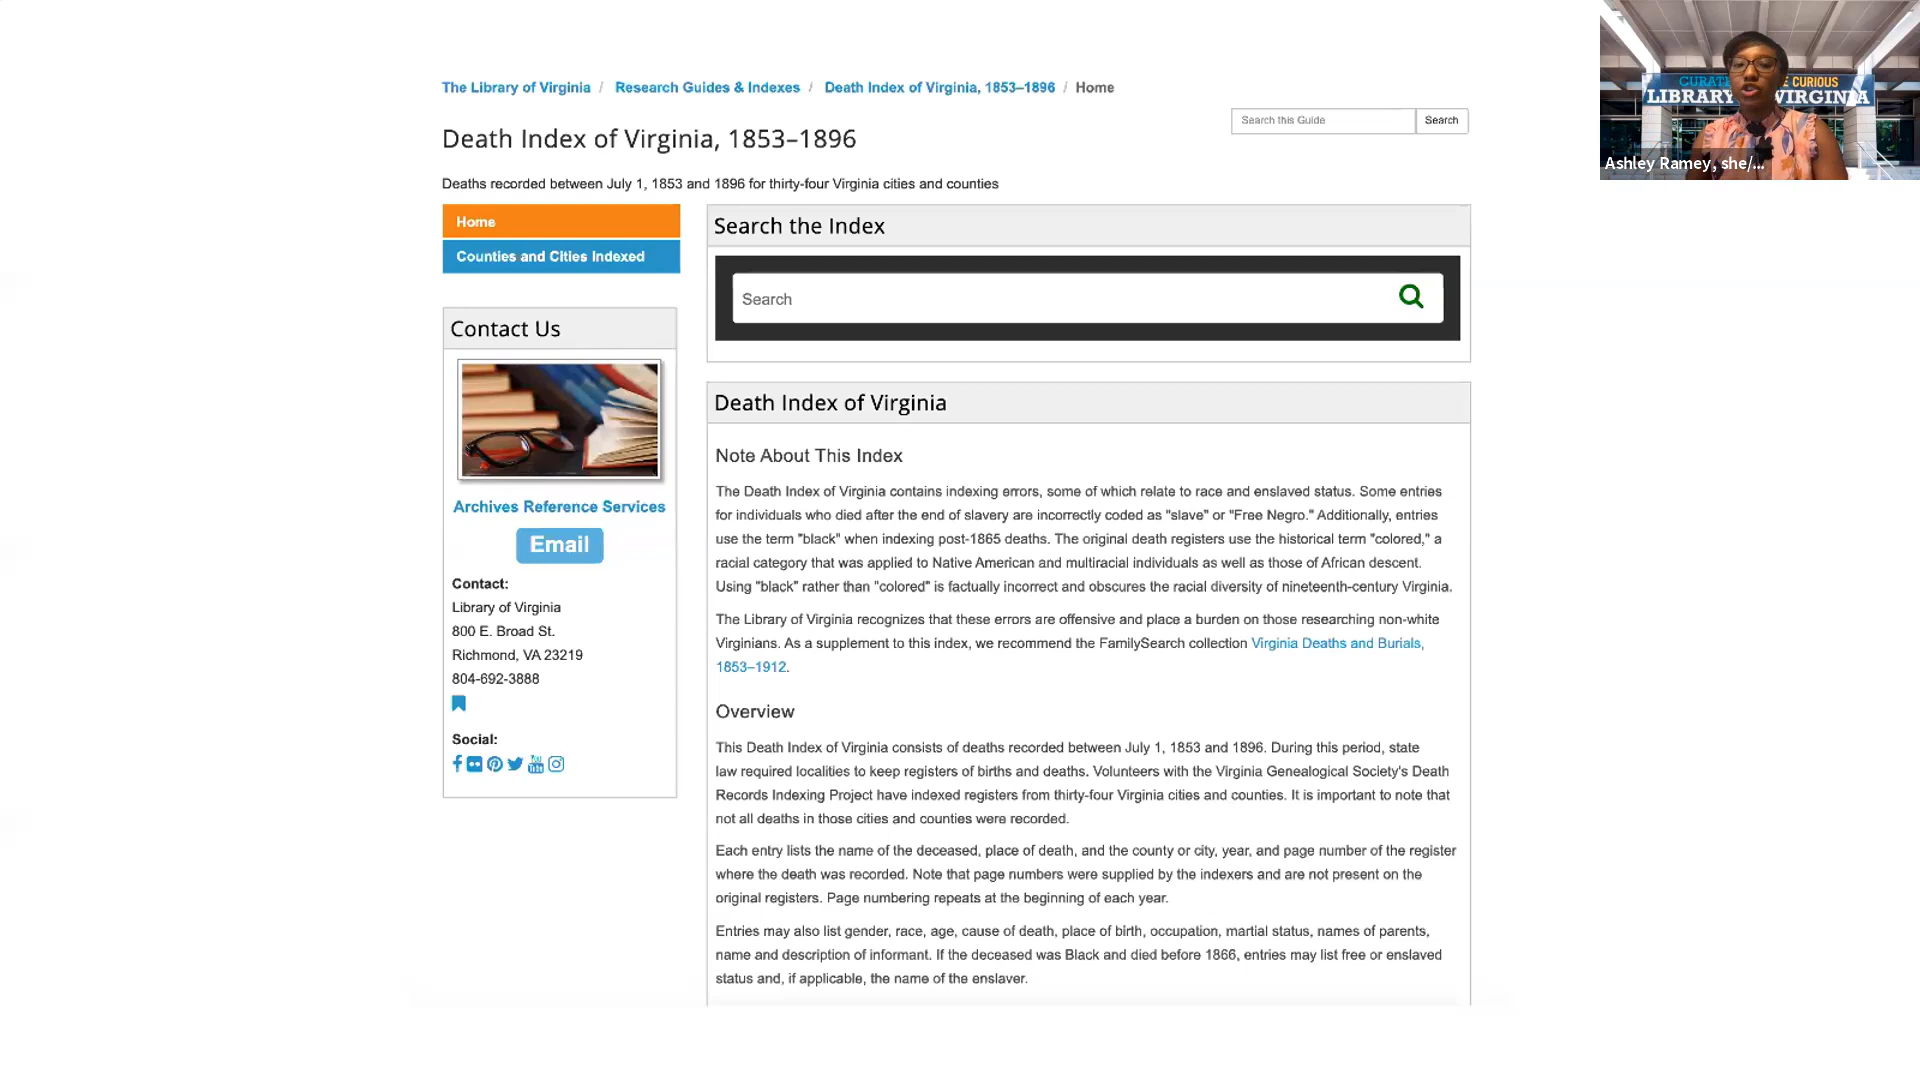 The Library of Virginia / Research Guides & Indexes / Death Index of Virginia, 1853–1896 / Home
Search this Guide Search
Death Index of Virginia, 1853–1896
Deaths recorded between July 1, 1853 and 1896 for thirty-four Virginia cities and counties
Home
Counties and Cities Indexed
Contact Us
Archives Reference Services
Email
Contact:
Library of Virginia
800 E. Broad St.
Richmond, VA 23219
804-692-3888
Social:
Search the Index
Search
Death Index of Virginia
Note About This Index
The Death Index of Virginia contains indexing errors, some of which relate to race and enslaved status. Some entries
for individuals who died after the end of slavery are incorrectly coded as "slave" or "Free Negro." Additionally, entries
use the term "black" when indexing post-1865 deaths. The original death registers use the historical term "colored," a
racial category that was applied to Native American and multiracial individuals as well as those of African descent.
Using "black" rather than "colored" is factually incorrect and obscures the racial diversity of nineteenth-century Virginia.
The Library of Virginia recognizes that these errors are offensive and place a burden on those researching non-white
Virginians. As a supplement to this index, we recommend the FamilySearch collection Virginia Deaths and Burials,
1853–1912.
Overview
This Death Index of Virginia consists of deaths recorded between July 1, 1853 and 1896. During this period, state
law required localities to keep registers of births and deaths. Volunteers with the Virginia Genealogical Society's Death
Records Indexing Project have indexed registers from thirty-four Virginia cities and counties. It is important to note that
not all deaths in those cities and counties were recorded.
Each entry lists the name of the deceased, place of death, and the county or city, year, and page number of the register
where the death was recorded. Note that page numbers were supplied by the indexers and are not present on the
original registers. Page numbering repeats at the beginning of each year.
Entries may also list gender, race, age, cause of death, place of birth, occupation, martial status, names of parents,
name and description of informant. If the deceased was Black and died before 1866, entries may list free or enslaved
status and, if applicable, the name of the enslaver.
CURIOUS
LIBRARY VIRGINIA
Ashley Ramey, she/...